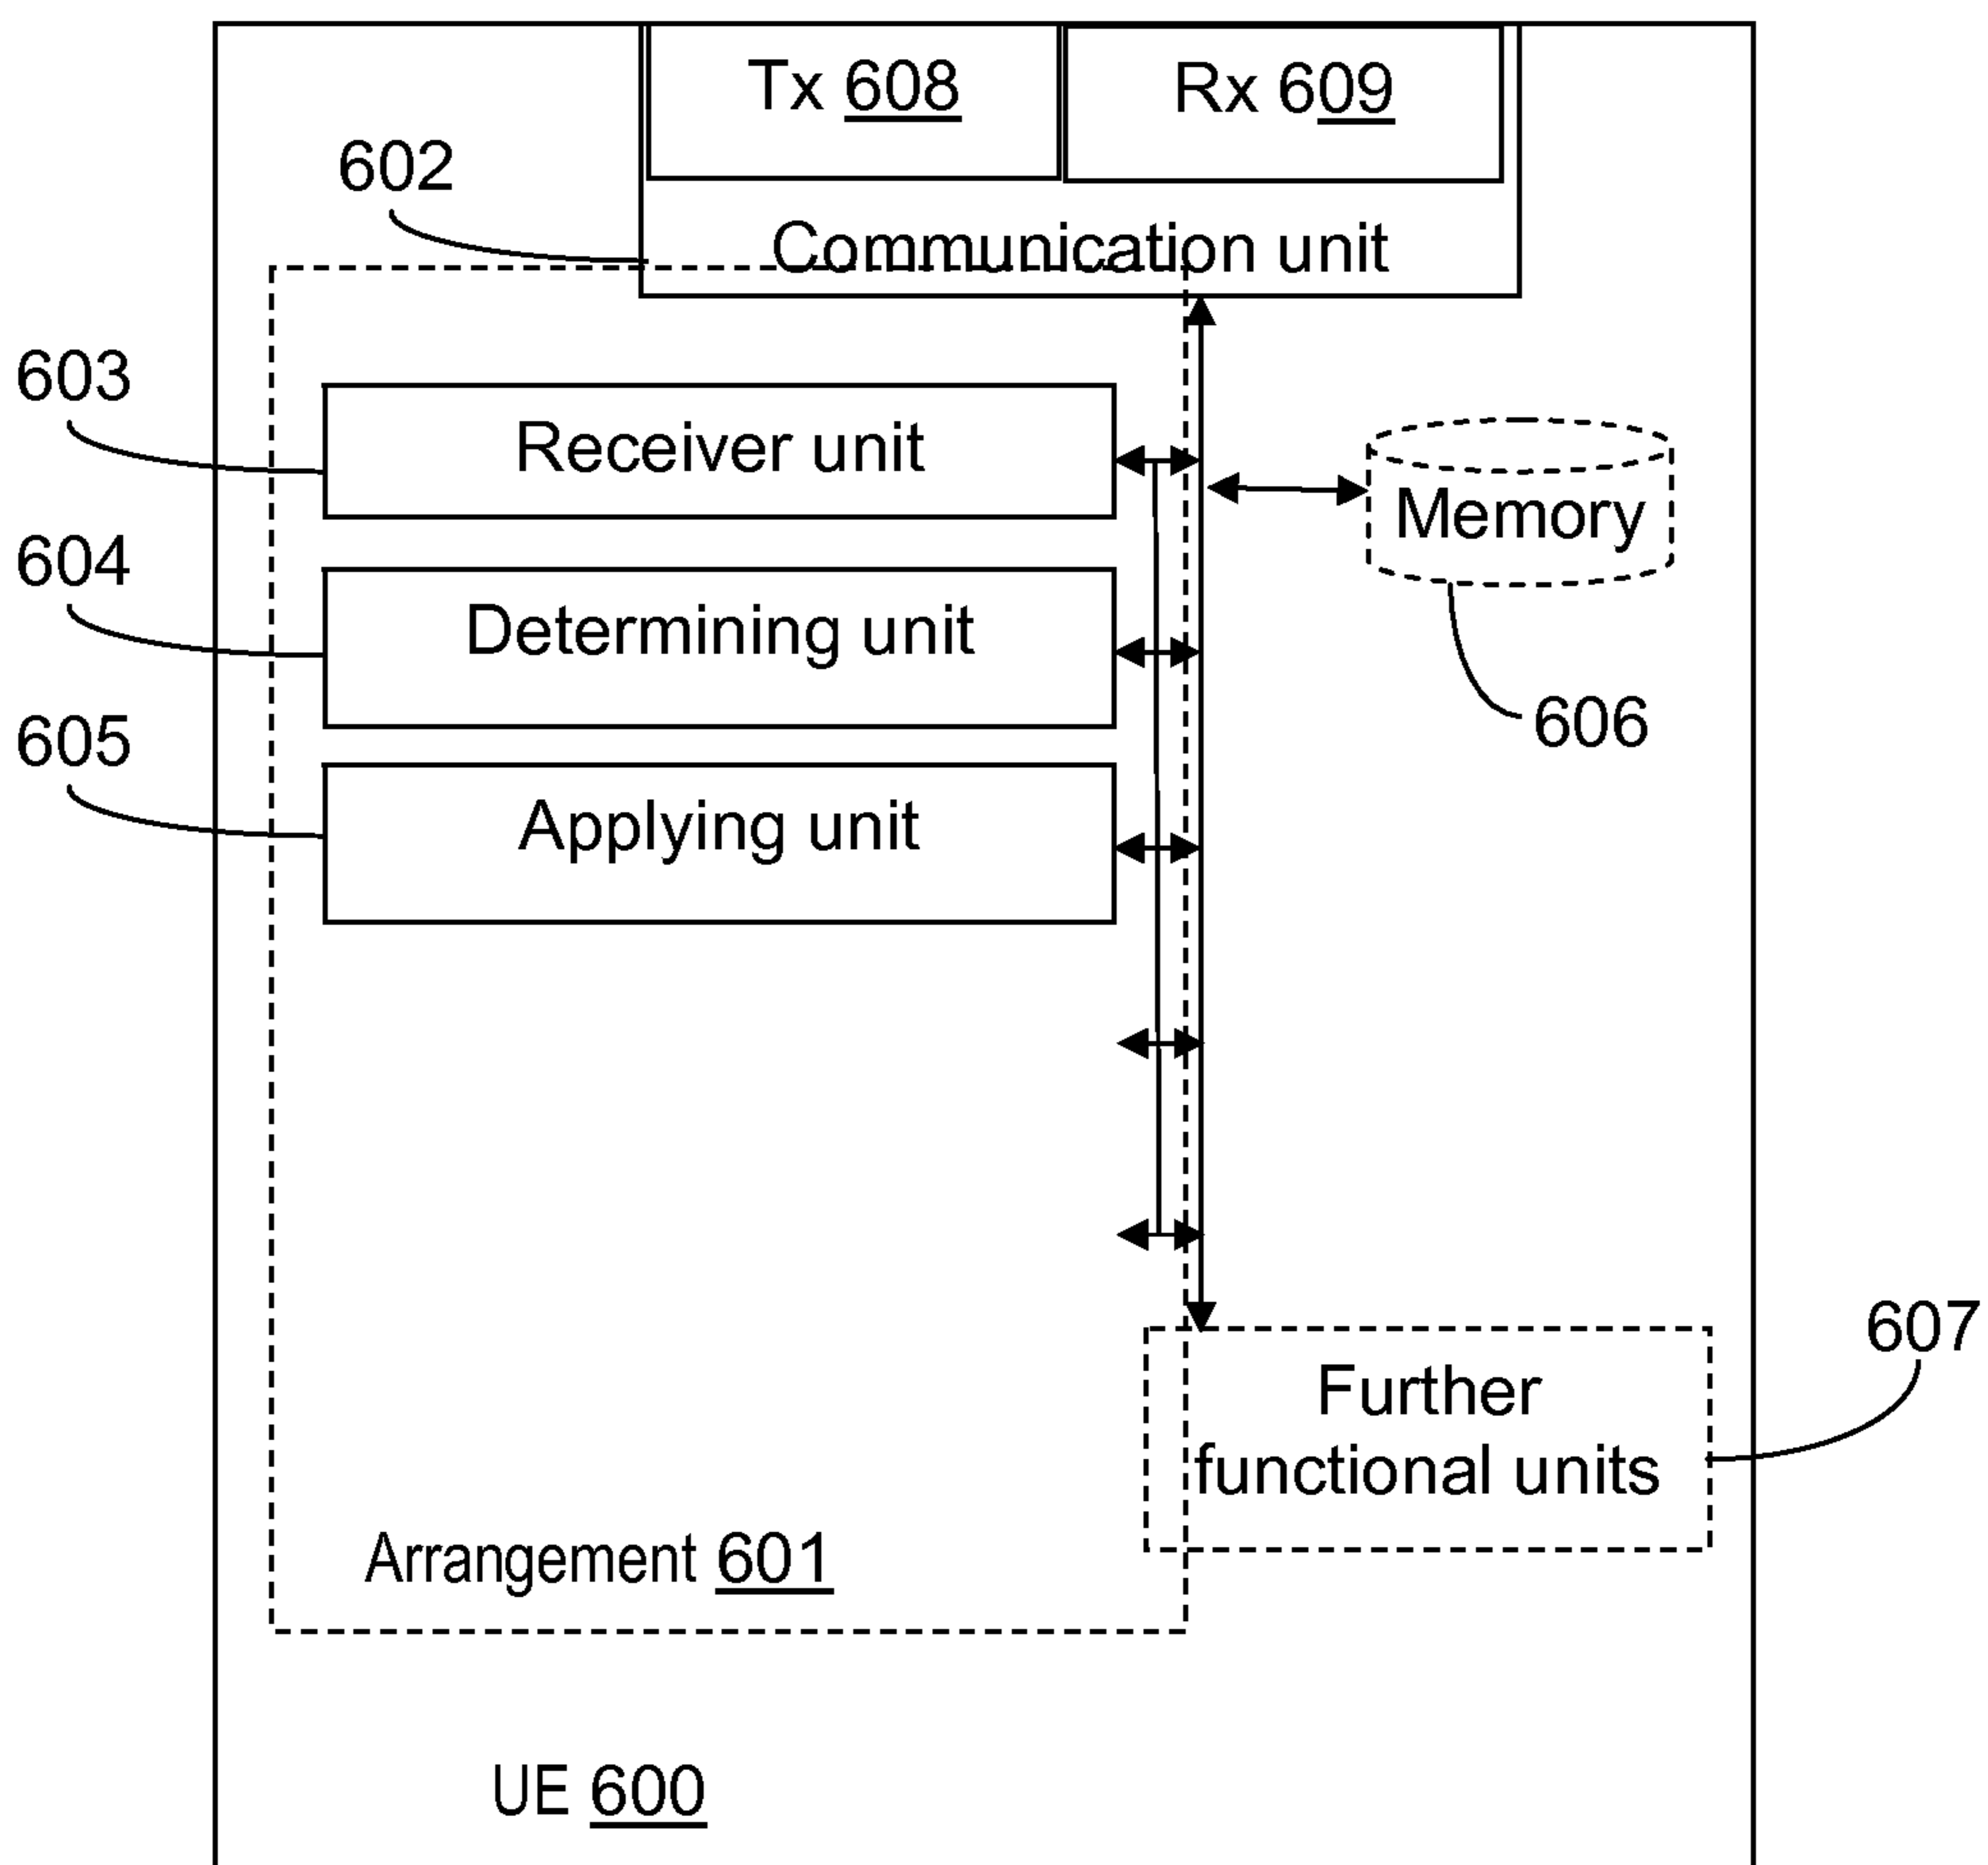 Tx 608
Rx 609
602
Communication unit
603
Receiver unit
Memory
604
Determining unit
606
605
Applying unit
607
Further
functional units
Arrangement 601
UE 600